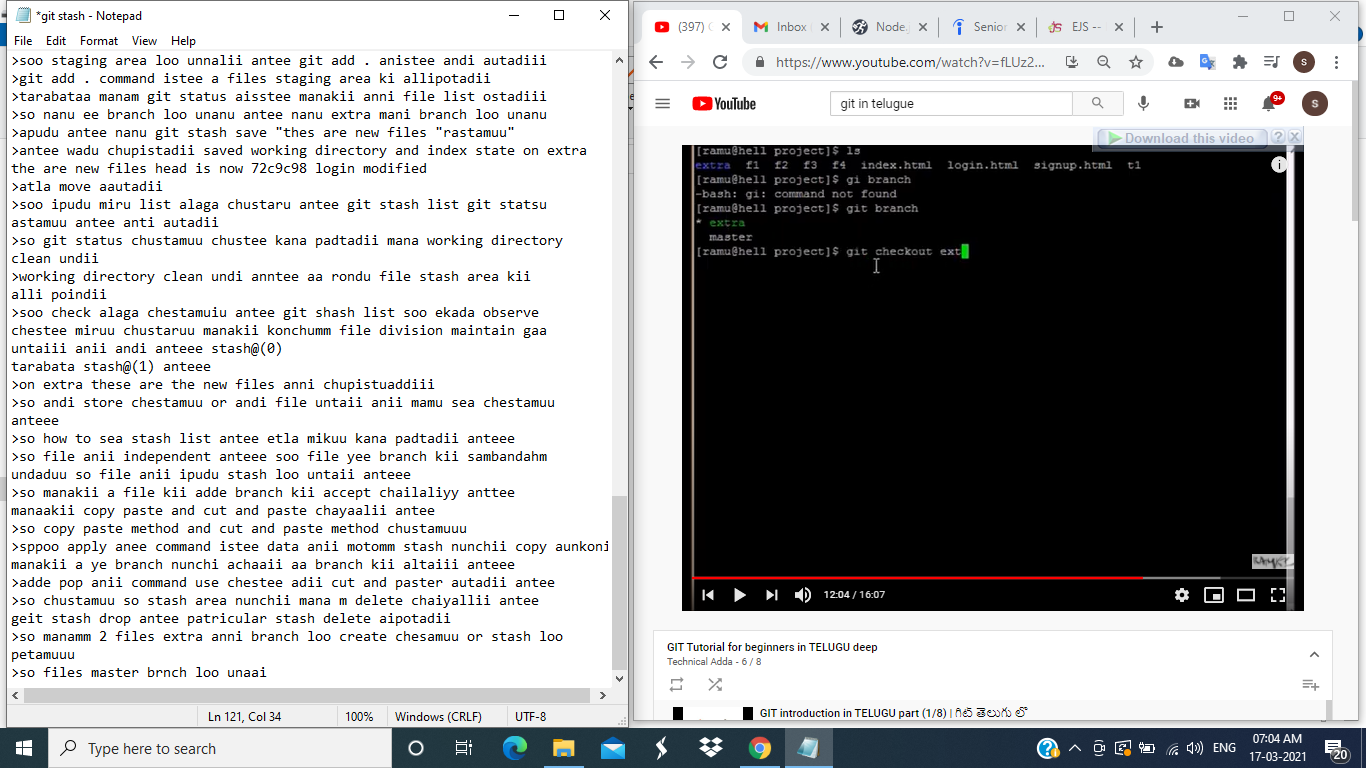 *git stash - Notepad
File Edit Format View Help
>soo staging area loo unnalii antee git add . anistee andi autadiii
>git add . command istee a files staging area ki allipotadii
>tarabataa manam git status aisstee manakii anni file list ostadiii
>so nanu ee branch loo unanu antee nanu extra mani branch loo unanu
>apudu antee nanu git stash save "thes are new files "rastamuu"
>antee wadu chupistadii saved working directory and index state on extra
the are new files head is now 72c9c98 login modified
>atla move aautadii
>soo ipudu miru list alaga chustaru antee git stash list git statsu
astamuu antee anti autadii
>so git status chustamuu chustee kana padtadii mana working directory
clean undii
>working directory clean undi anntee aa rondu file stash area kii
alli poindii
>soo check alaga chestamuiu antee git shash list soo ekada observe
chestee miruu chustaruu manakii konchumm file division maintain gaa
untaiii anii andi anteee stash@(0)
tarabata stash@(1) anteee
>on extra these are the new files anni chupistuaddiii
>so andi store chestamuu or andi file untaii anii mamu sea chestamuu
anteee
>so how to sea stash list antee etla mikuu kana padtadii anteee
>so file anii independent anteee soo file yee branch kii sambandahm
undaduu so file anii ipudu stash loo untaii anteee
>so manakii a file kii adde branch kii accept chailaliyy anttee
manaakii copy paste and cut and paste chayaalii antee
>so copy paste method and cut and paste method chustamuuu
>sppoo apply anee command istee data anii motomm stash nunchii copy aunkoni
manakii a ye branch nunchi achaaii aa branch kii altaiii anteee
>adde pop anii command use chestee adii cut and paster autadii antee
>so chustamuu so stash area nunchii mana m delete chaiyallii antee
geit stash drop antee patricular stash delete aipotadii
>so manamm 2 files extra anni branch loo create chesamuu or stash loo
petamuuu
>so files master brnch loo unaai
Ln 121, Col 34 100% Windows (CRLF) UTF-8
(397) Inbox Node. Senior EJS --
https://www.youtube.com/watch?v=fLUz2... S
YouTube
git in telugue
9+ S
Download this video ? X
[ramu@hell project]$ ls
extra f1 f2 f3 f4 index.html login.html signup.html t1
[ramu@hell project]$ gi branch
-bash: gi: command not found
[ramu@hell project]$ git branch
* extra
master
[ramu@hell project]$ git checkout ext
12:04 / 16:07
GIT Tutorial for beginners in TELUGU deep
Technical Adda - 6 / 8
GIT introduction in TELUGU part (1/8) | గిట్ తెలుగు లో
Type here to search
ENG
07:04 AM
17-03-2021
20